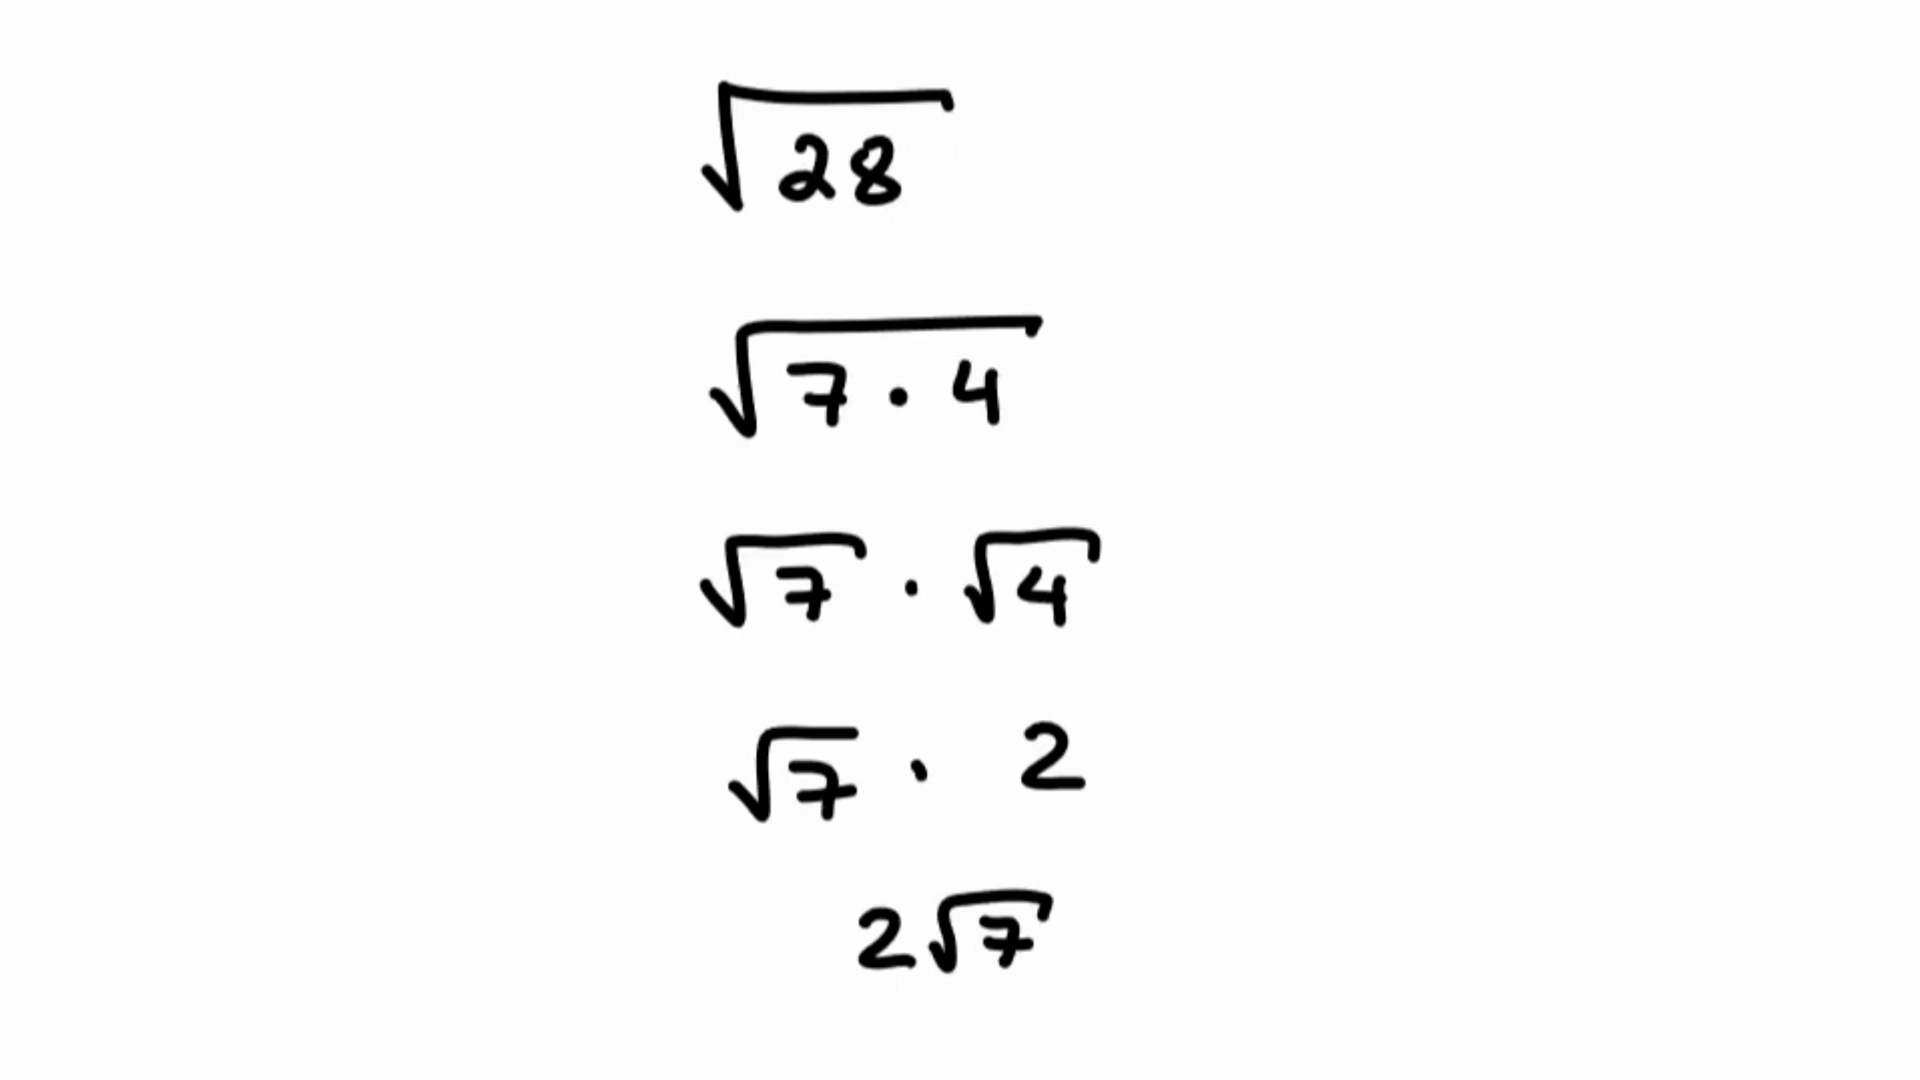 √28
√7 · 4
√7 · √4
√7 · 2
2√7